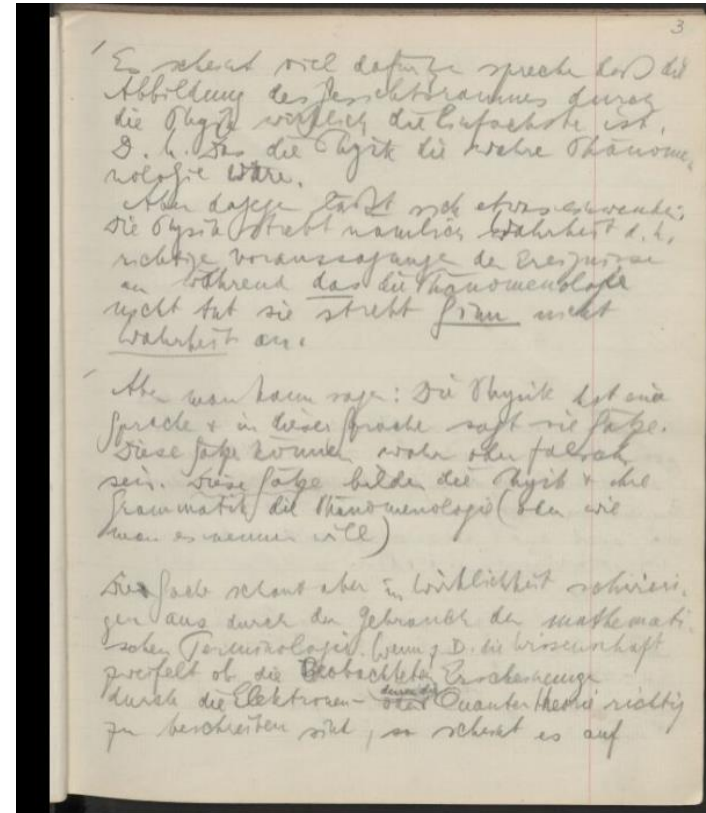 3
Es scheint viel dafür zu sprechen daß die
Abbildung des Gesichtsraumes durch
die Physik wirklich die Einfachste ist.
D. h. das die Physik die wahre Phänome-
nologie wäre.
Aber dagegen läßt sich etwas einwenden:
Die Physik strebt nämlich Wahrheit d. h.
richtige Voraussagungen der Ereignisse
an während das die Phänomenologie
nicht tut sie strebt Sinn nicht
Wahrheit an.
Aber man kann sagen: Die Physik hat eine
Sprache & in dieser Sprache sagt sie Sätze.
Diese Sätze können wahr oder falsch
sein. Diese Sätze bilden die Physik & ihre
Grammatik die Phänomenologie (oder wie
man es nennen will)
Die Sache schaut aber in Wirklichkeit schwieri-
ger aus durch den Gebrauch der mathemati-
schen Terminologie. Wenn z. B. die Wissenschaft
zweifelt ob die Beobachteten Erscheinungen
durch die Elektronen- oder durch die Quantentheorie richtig
zu beschreiben sind, so scheint es auf